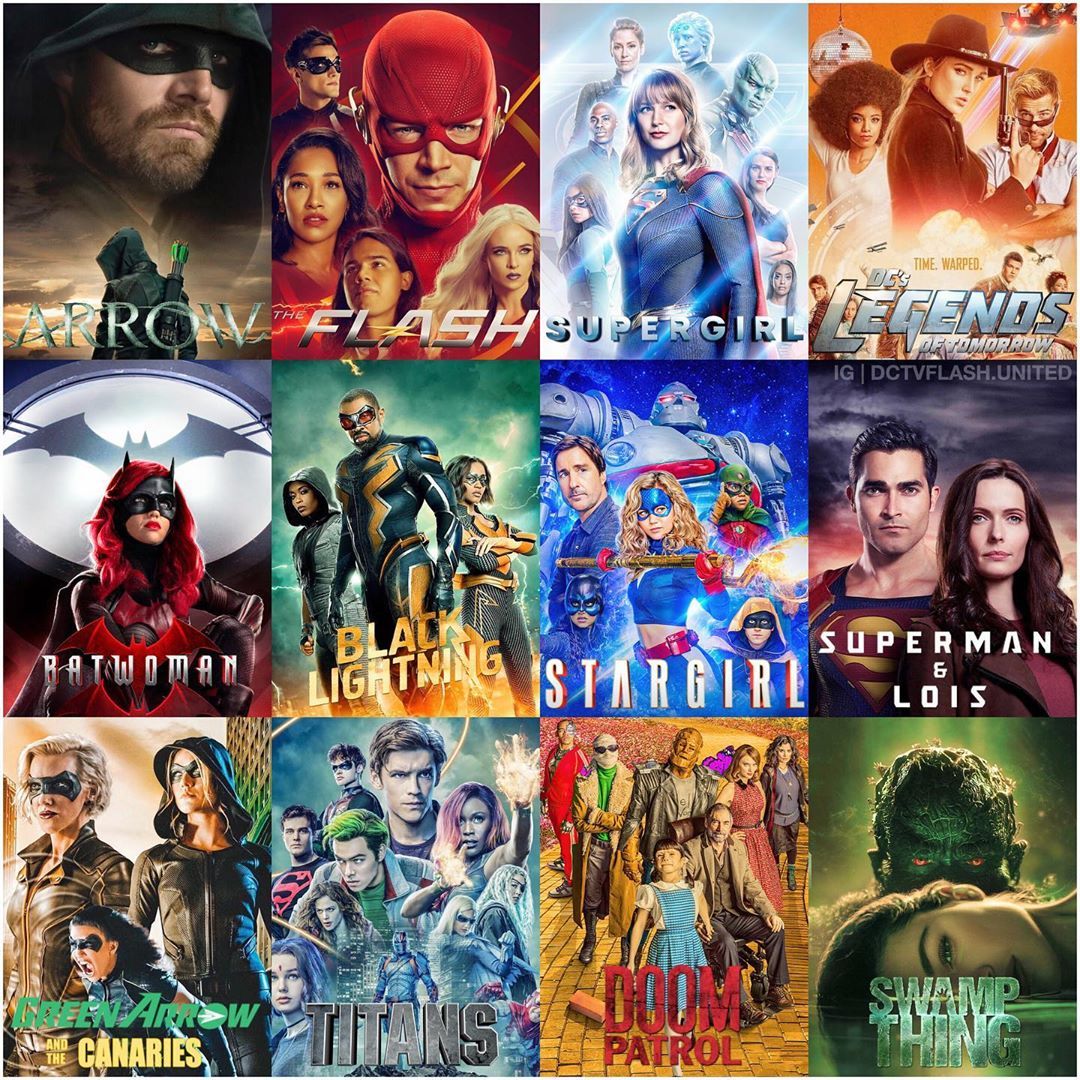 ARROW
THE
FLASH
SUPERGIRL
TIME. WARPED.
DC's
LEGENDS
OF TOMORROW
IG | DCTVFLASH.UNITED
BATWOMAN
BLACK
LIGHTNING
STARGIRL
SUPERMAN
&
LOIS
GREEN ARROW
AND THE CANARIES
TITANS
DOOM
PATROL
SWAMP
THING